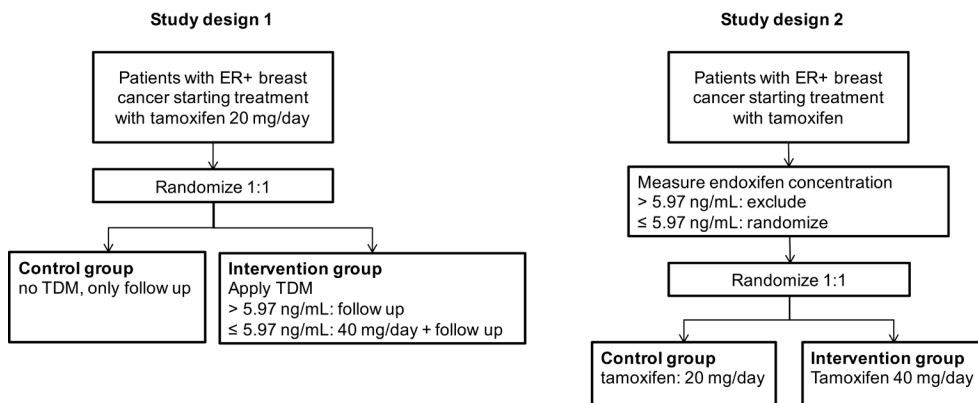 Study design 1
Patients with ER+ breast
cancer starting treatment
with tamoxifen 20 mg/day
Randomize 1:1
Control group
no TDM, only follow up
Intervention group
Apply TDM
> 5.97 ng/mL: follow up
≤ 5.97 ng/mL: 40 mg/day + follow up
Study design 2
Patients with ER+ breast
cancer starting treatment
with tamoxifen
Measure endoxifen concentration
> 5.97 ng/mL: exclude
≤ 5.97 ng/mL: randomize
Randomize 1:1
Control group
tamoxifen: 20 mg/day
Intervention group
Tamoxifen 40 mg/day